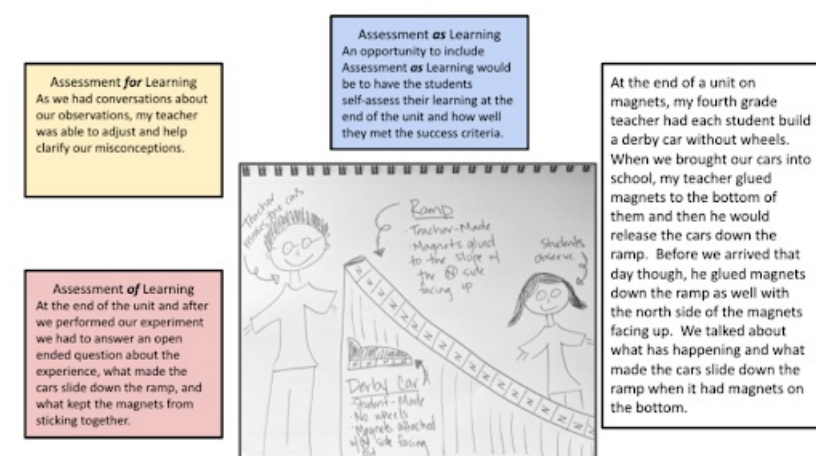 Assessment for Learning
As we had conversations about
our observations, my teacher
was able to adjust and help
clarify our misconceptions.
Assessment as Learning
An opportunity to include
Assessment as Learning would
be to have the students
self-assess their learning at the
end of the unit and how well
they met the success criteria.
At the end of a unit on
magnets, my fourth grade
teacher had each student build
a derby car without wheels.
When we brought our cars into
school, my teacher glued
magnets to the bottom of
them and then he would
release the cars down the
ramp. Before we arrived that
day though, he glued magnets
down the ramp as well with
the north side of the magnets
facing up. We talked about
what has happening and what
made the cars slide down the
ramp when it had magnets on
the bottom.
Assessment of Learning
At the end of the unit and after
we performed our experiment
we had to answer an open
ended question about the
experience, what made the
cars slide down the ramp, and
what kept the magnets from
sticking together.
Teacher
the cars
Ramp
· Teacher-Made
· Magnets glued
to the slope w/
the N side
facing up
Students
observe
Derby Car
· Student-Made
· No wheels
· Magnets attached
w/ N side facing